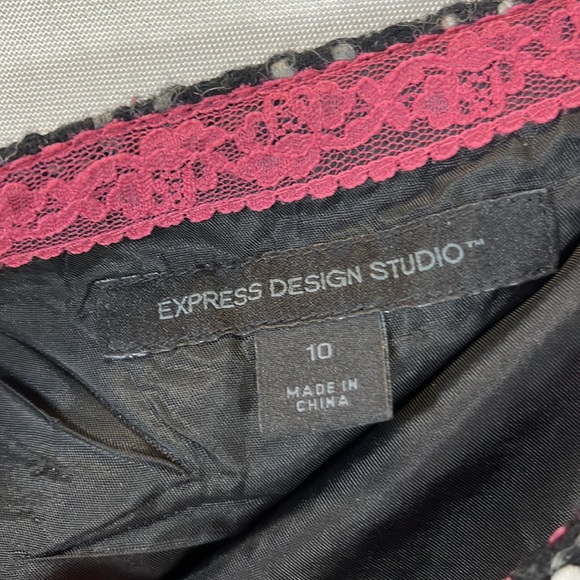 EXPRESS DESIGN STUDIO™
10
MADE IN
CHINA